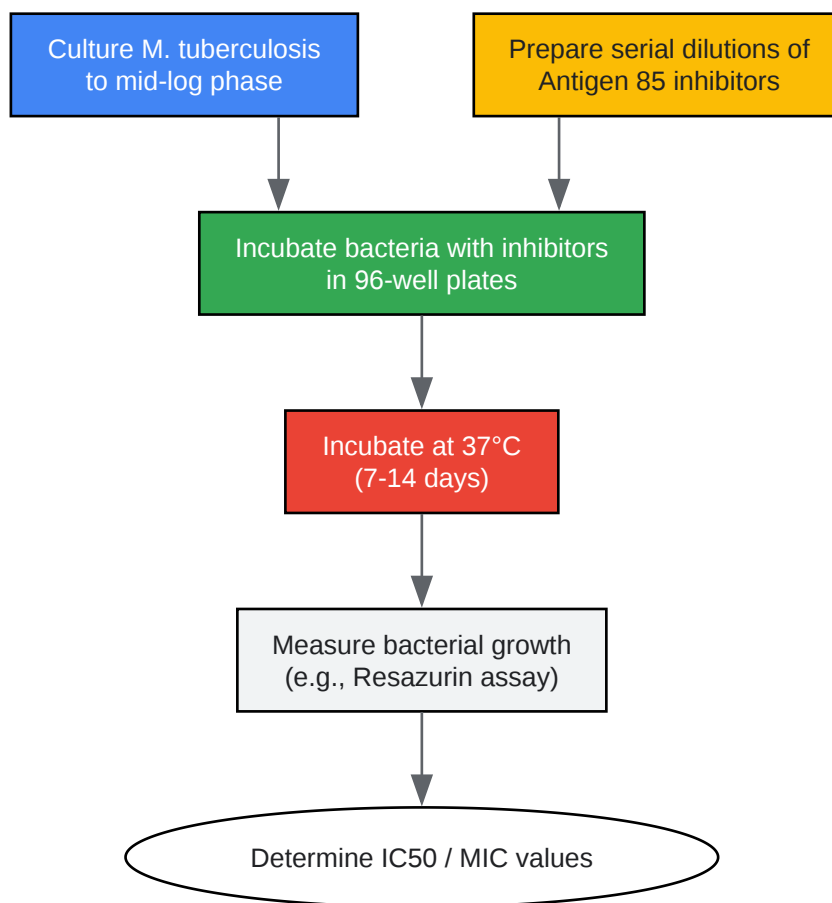 Culture M. tuberculosis
to mid-log phase
Prepare serial dilutions of
Antigen 85 inhibitors
Incubate bacteria with inhibitors
in 96-well plates
Incubate at 37°C
(7-14 days)
Measure bacterial growth
(e.g., Resazurin assay)
Determine IC50 / MIC values